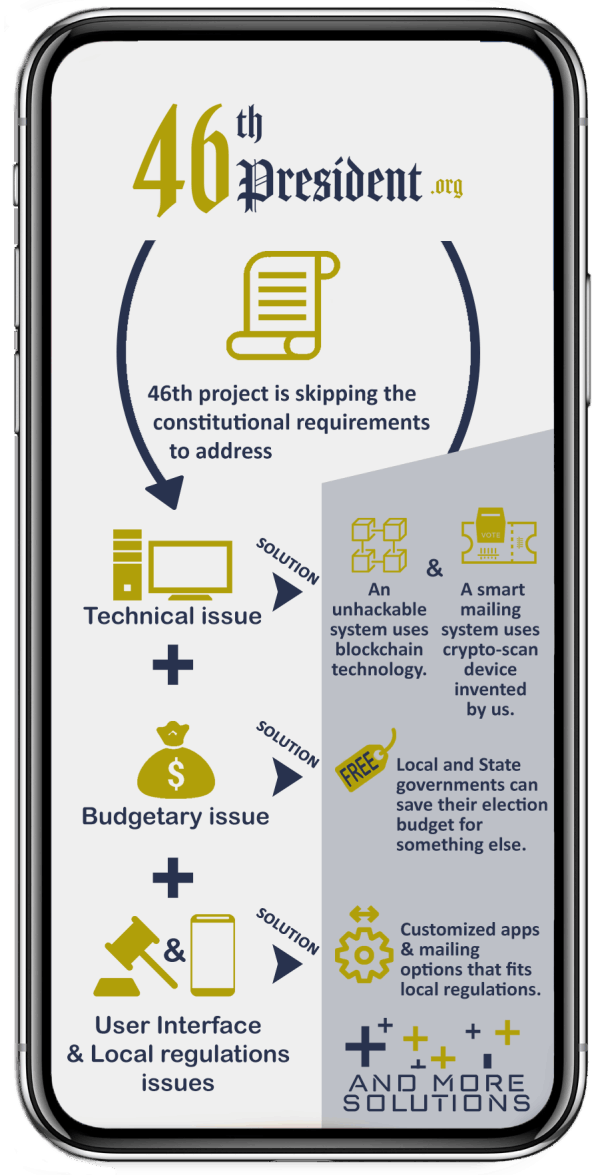 46th
President .org
46th project is skipping the
constitutional requirements
to address
SOLUTION
Technical issue
VOTE
&
An
unhackable
system uses
blockchain
technology.
A smart
mailing
system uses
crypto-scan
device
invented
by us.
+
SOLUTION
$
Budgetary issue
FREE
Local and State
governments can
save their election
budget for
something else.
+
SOLUTION
&
User Interface
& Local regulations
issues
Customized apps
& mailing
options that fits
local regulations.
AND MORE
SOLUTIONS